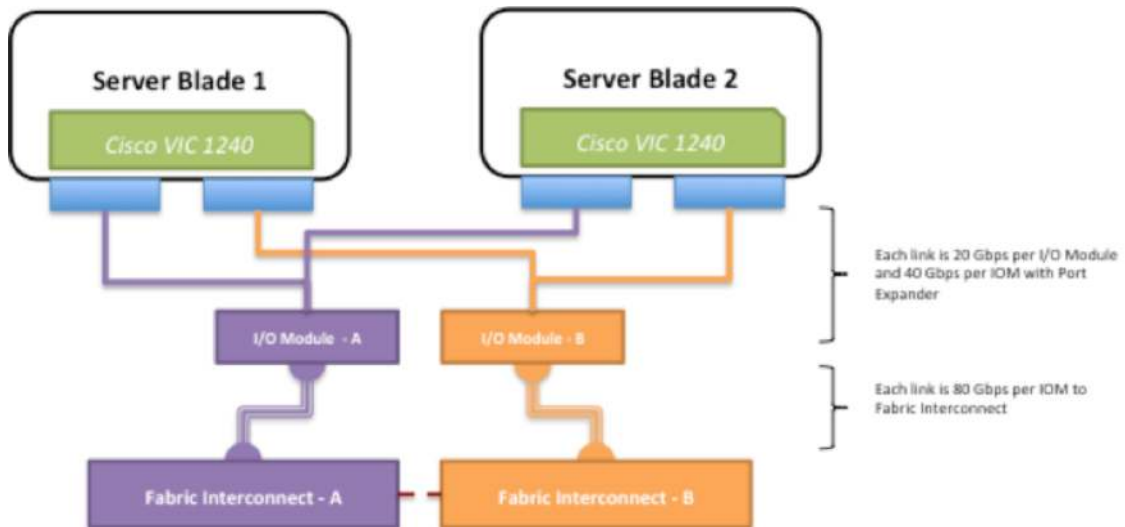 Server Blade 1
Server Blade 2
Cisco VIC 1240
Cisco VIC 1240
Each link is 20 Gbps per I/O Module
and 40 Gbps per IOM with Port
Expander
I/O Module - A
I/O Module - B
Each link is 80 Gbps per IOM to
Fabric Interconnect
Fabric Interconnect - A
Fabric Interconnect - B